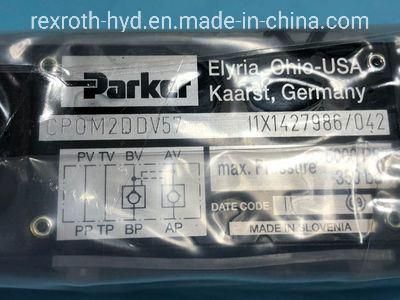 rexroth-hyd.en.made-in-china.com
Parker
Elyria, Ohio-USA
Kaarst, Germany
CPOM2DDV57
I1X1427986/042
PV TV BV AV
PP TP BP AP
max. Pressure
DATE CODE
MADE IN SLOVENIA